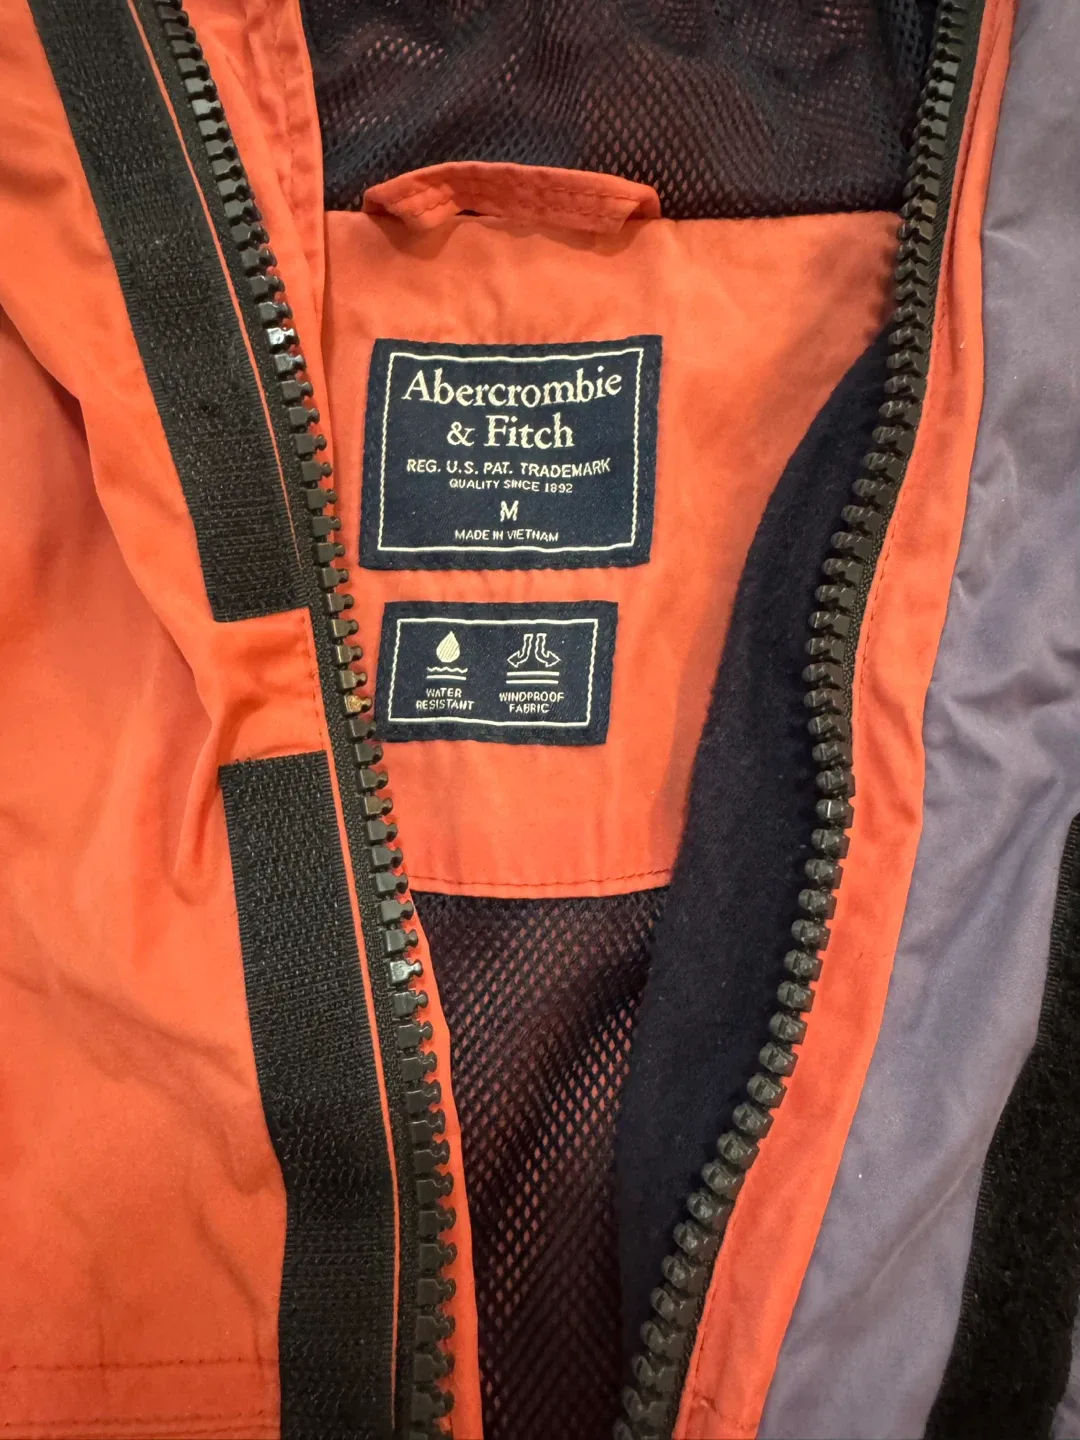 Abercrombie
& Fitch
REG. U.S. PAT. TRADEMARK
QUALITY SINCE 1892
M
MADE IN VIETNAM
WATER
RESISTANT
WINDPROOF
FABRIC